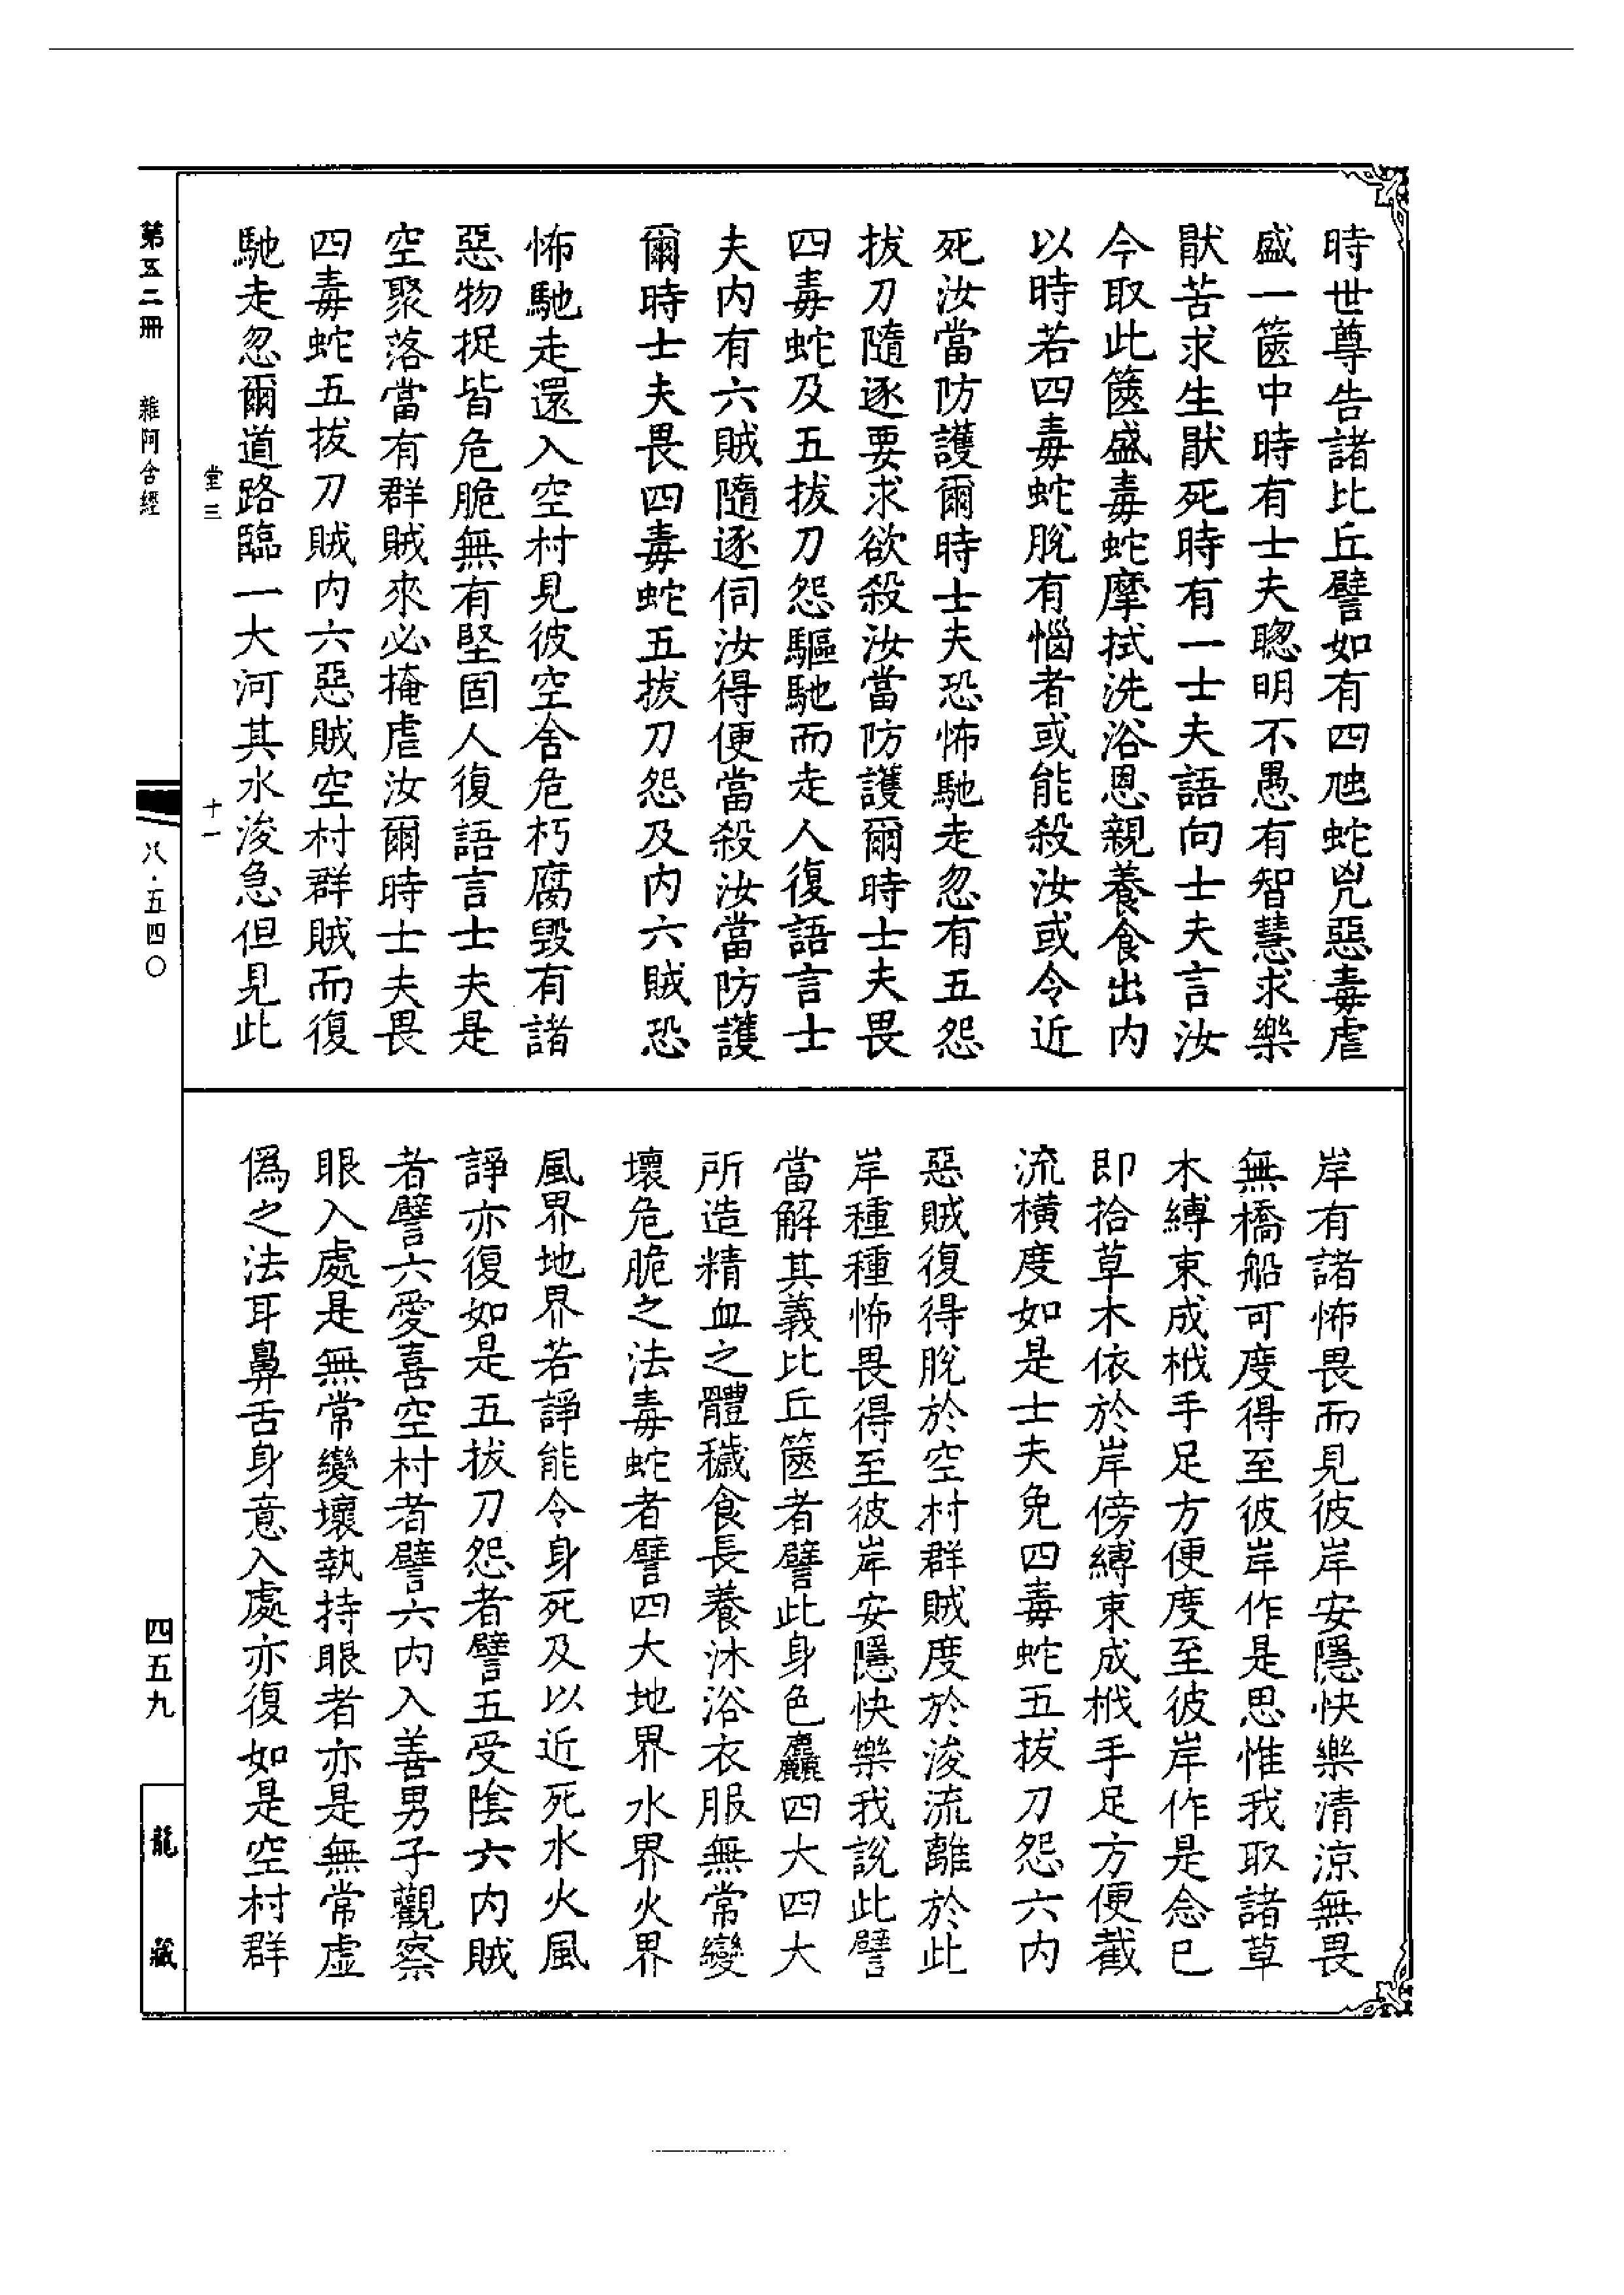 時世尊告諸比丘譬如有四虺蛇兇惡毒虐
盛一篋中時有士夫聰明不愚有智慧求樂
猒苦求生猒死時有一士夫語向士夫言汝
今取此篋盛毒蛇摩拭洗浴恩親養食出内
以時若四毒蛇脫有惱者或能殺汝或令近
死汝當防護爾時士夫恐怖馳走忽有五怨
拔刀隨逐要求欲殺汝當防護爾時士夫畏
四毒蛇及五拔刀怨驅馳而走人復語言士
夫内有六賊隨逐伺汝得便當殺汝當防護
爾時士夫畏四毒蛇五拔刀怨及内六賊恐
怖馳走還入空村見彼空舍危朽腐毀有諸
惡物捉皆危脆無有堅固人復語言士夫是
空聚落當有群賊來必掩虐汝爾時士夫畏
四毒蛇五拔刀賊内六惡賊空村群賊而復
馳走忽爾道路臨一大河其水浚急但見此
堂三
十一
岸有諸怖畏而見彼岸安隱快樂清涼無畏
無橋船可度得至彼岸作是思惟我取諸草
木縛束成栰手足方便度至彼岸作是念已
即拾草木依於岸傍縛束成栰手足方便截
流橫度如是士夫免四毒蛇五拔刀怨六内
惡賊復得脫於空村群賊度於浚流離於此
岸種種怖畏得至彼岸安隱快樂我說此譬
當解其義比丘篋者譬此身色麤四大四大
所造精血之體穢食長養沐浴衣服無常變
壞危脆之法毒蛇者譬四大地界水界火界
風界地界若諍能令身死及以近死水火風
諍亦復如是五拔刀怨者譬五受陰六内賊
者譬六愛喜空村者譬六内入善男子觀察
眼入處是無常變壞執持眼者亦是無常虛
僞之法耳鼻舌身意入處亦復如是空村群
第五二冊
雜阿含經
八·五四〇
四五九
龍藏